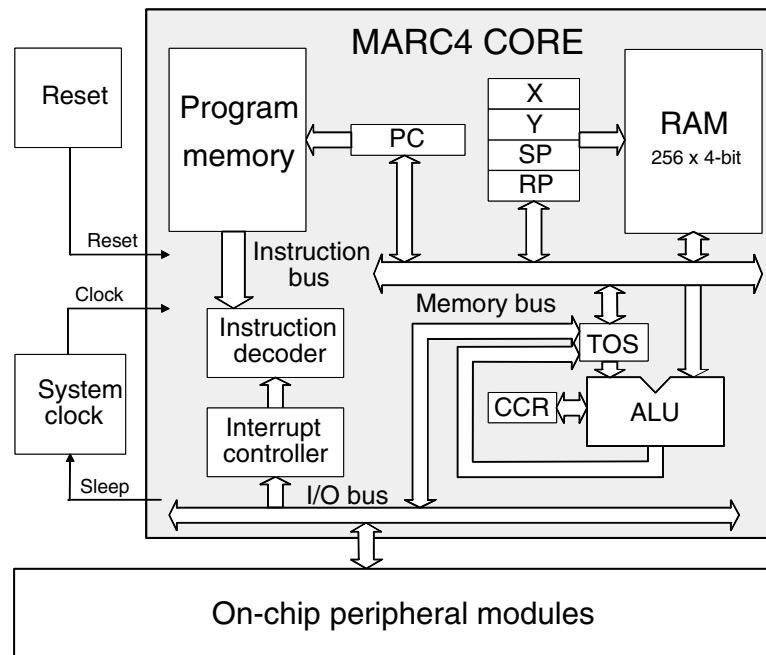 MARC4 CORE
Reset
Program
memory
PC
X
Y
SP
RP
RAM
256 x 4-bit
Reset
Instruction
bus
Clock
Memory bus
Instruction
decoder
TOS
System
clock
CCR
ALU
Interrupt
controller
Sleep
I/O bus
On-chip peripheral modules